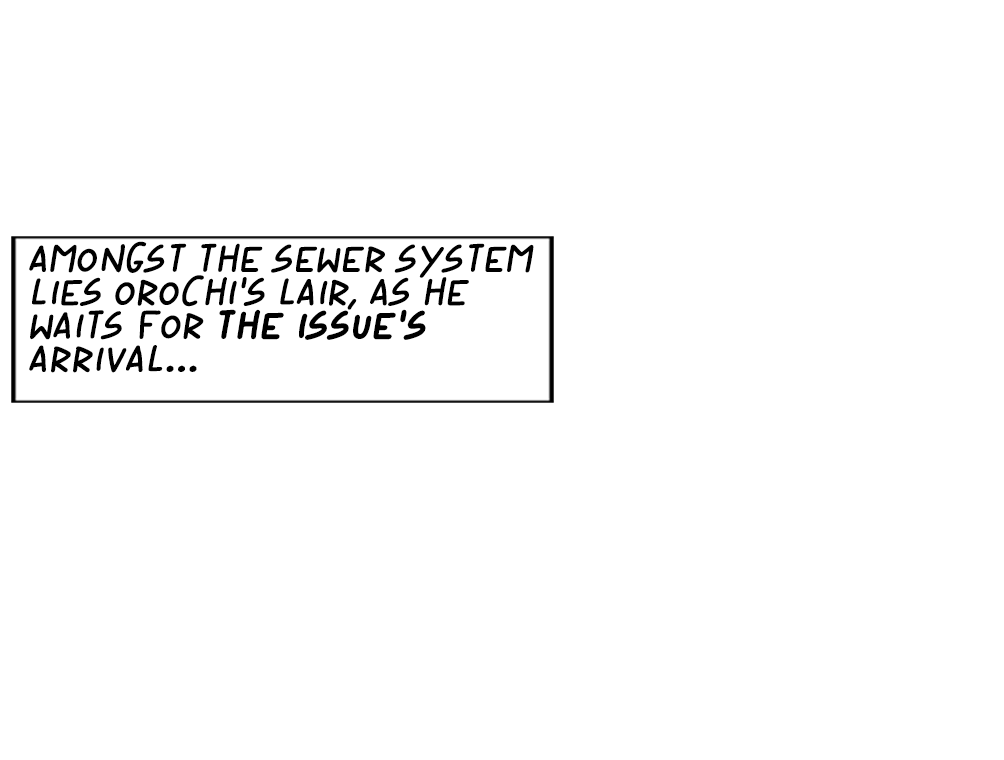 AMONGST THE SEWER SYSTEM
LIES OROCHI'S LAIR, AS HE
WAITS FOR THE ISSUE'S
ARRIVAL...